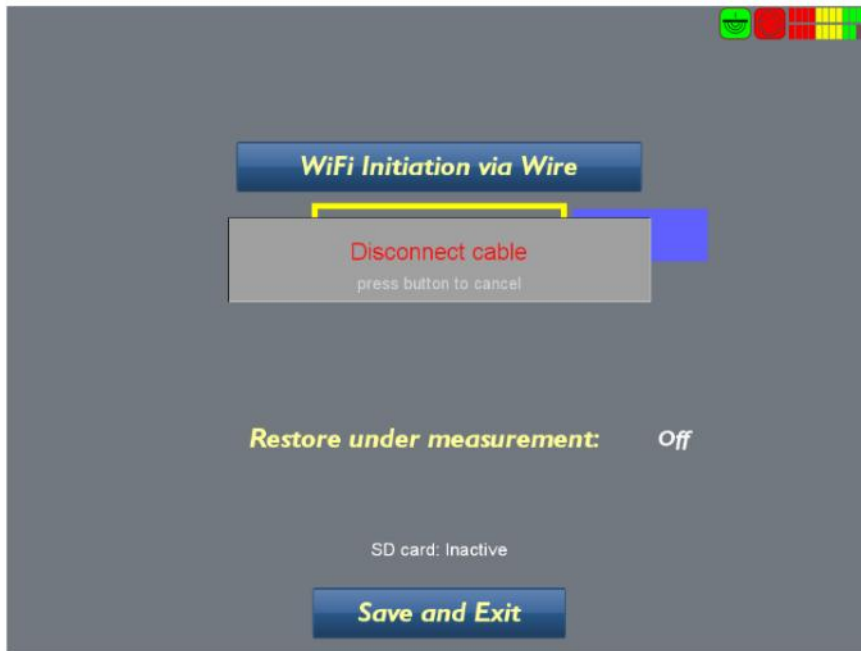 WiFi Initiation via Wire
Disconnect cable
press button to cancel
Restore under measurement: Off
SD card: Inactive
Save and Exit